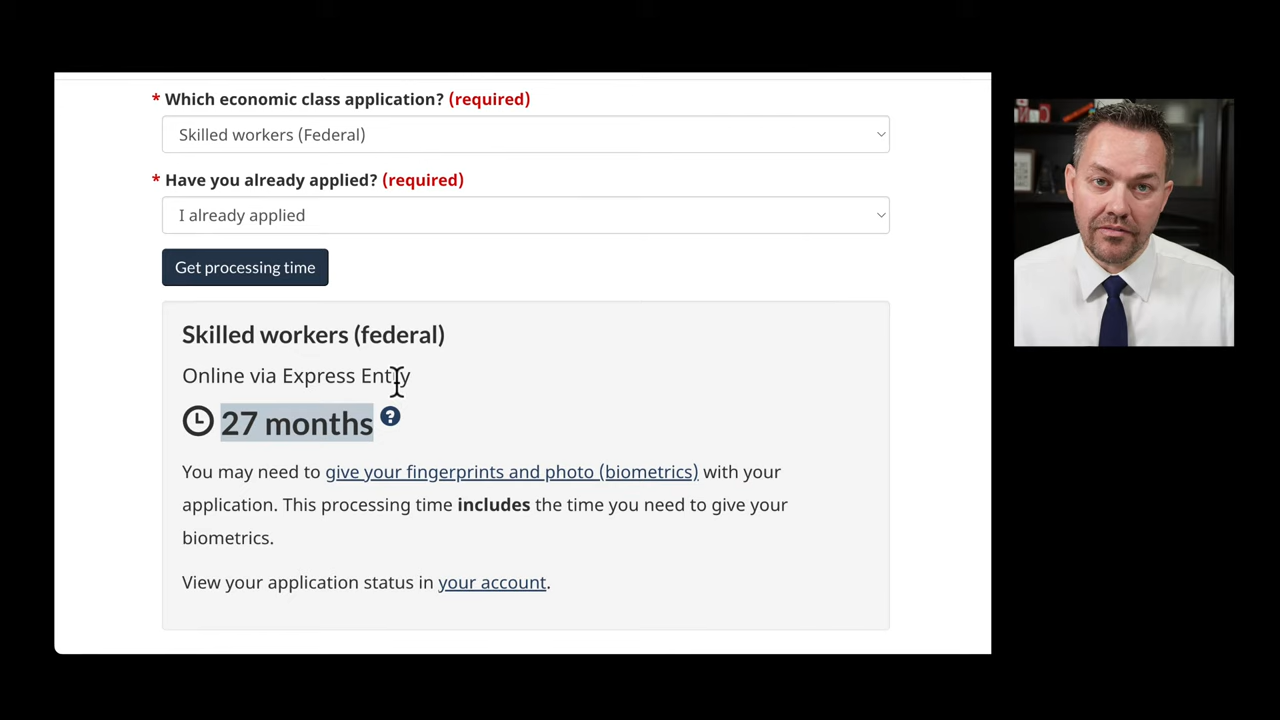 * Which economic class application? (required)
Skilled workers (Federal)
* Have you already applied? (required)
I already applied
Get processing time
Skilled workers (federal)
Online via Express Entry
27 months ?
You may need to give your fingerprints and photo (biometrics) with your
application. This processing time includes the time you need to give your
biometrics.
View your application status in your account.